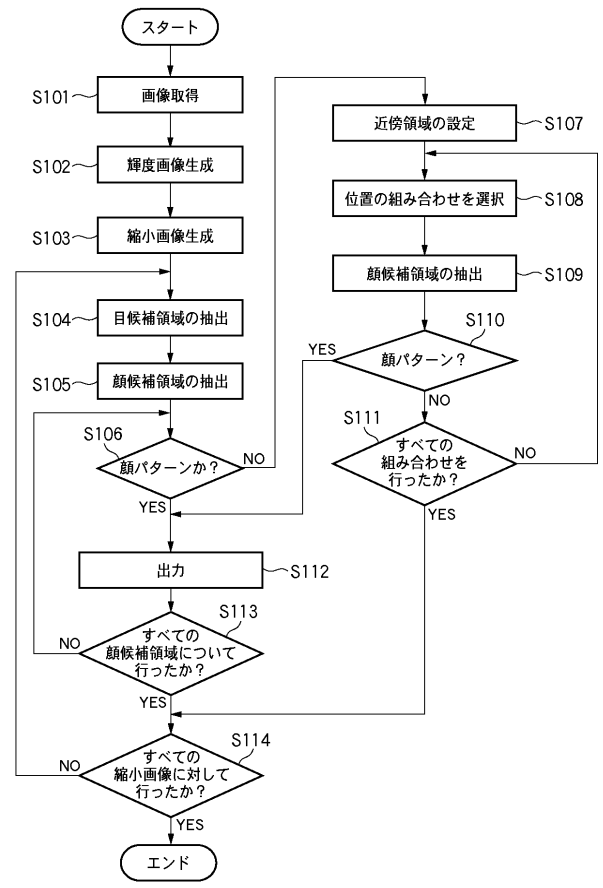 スタート
S101
画像取得
S102
輝度画像生成
S103
縮小画像生成
S104
目候補領域の抽出
S105
顔候補領域の抽出
S106
顔パターンか？
NO
YES
S107
近傍領域の設定
S108
位置の組み合わせを選択
S109
顔候補領域の抽出
S110
顔パターン？
YES
NO
S111
すべての
組み合わせを
行ったか？
NO
YES
出力
S112
S113
すべての
顔候補領域について
行ったか？
NO
YES
S114
すべての
縮小画像に対して
行ったか？
NO
YES
エンド